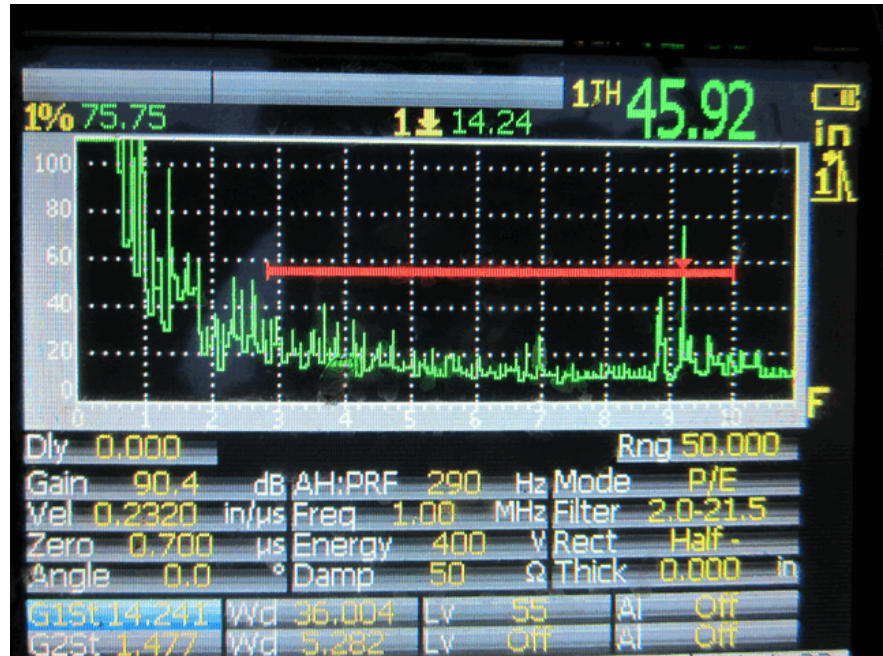 1TH 45.92
1% 75.75 1 14.24 in
100
80
60
40
20
0
0 1 2 3 4 5 6 7 8 9 10
F
Dly 0.000 Rng 50.000
Gain 90.4 dB AH:PRF 290 Hz Mode P/E
Vel 0.2320 in/µs Freq 1.00 MHz Filter 2.0-21.5
Zero 0.700 µs Energy 400 V Rect Half -
Angle 0.0 ° Damp 50 Ω Thick 0.000 in
G1St 14.241 Wd 36.004 Lv 55 Al Off
G2St 1.477 Wd 5.282 Lv Off Al Off